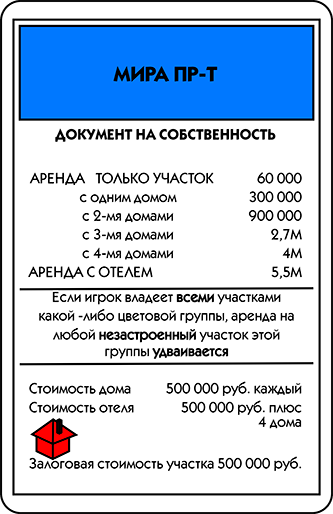 МИРА ПР-Т
ДОКУМЕНТ НА СОБСТВЕННОСТЬ
АРЕНДА ТОЛЬКО УЧАСТОК 60 000
с одним домом 300 000
с 2-мя домами 900 000
с 3-мя домами 2,7М
с 4-мя домами 4М
АРЕНДА С ОТЕЛЕМ 5,5М
Если игрок владеет всеми участками
какой -либо цветовой группы, аренда на
любой незастроенный участок этой
группы удваивается
Стоимость дома 500 000 руб. каждый
Стоимость отеля 500 000 руб. плюс
4 дома
Залоговая стоимость участка 500 000 руб.